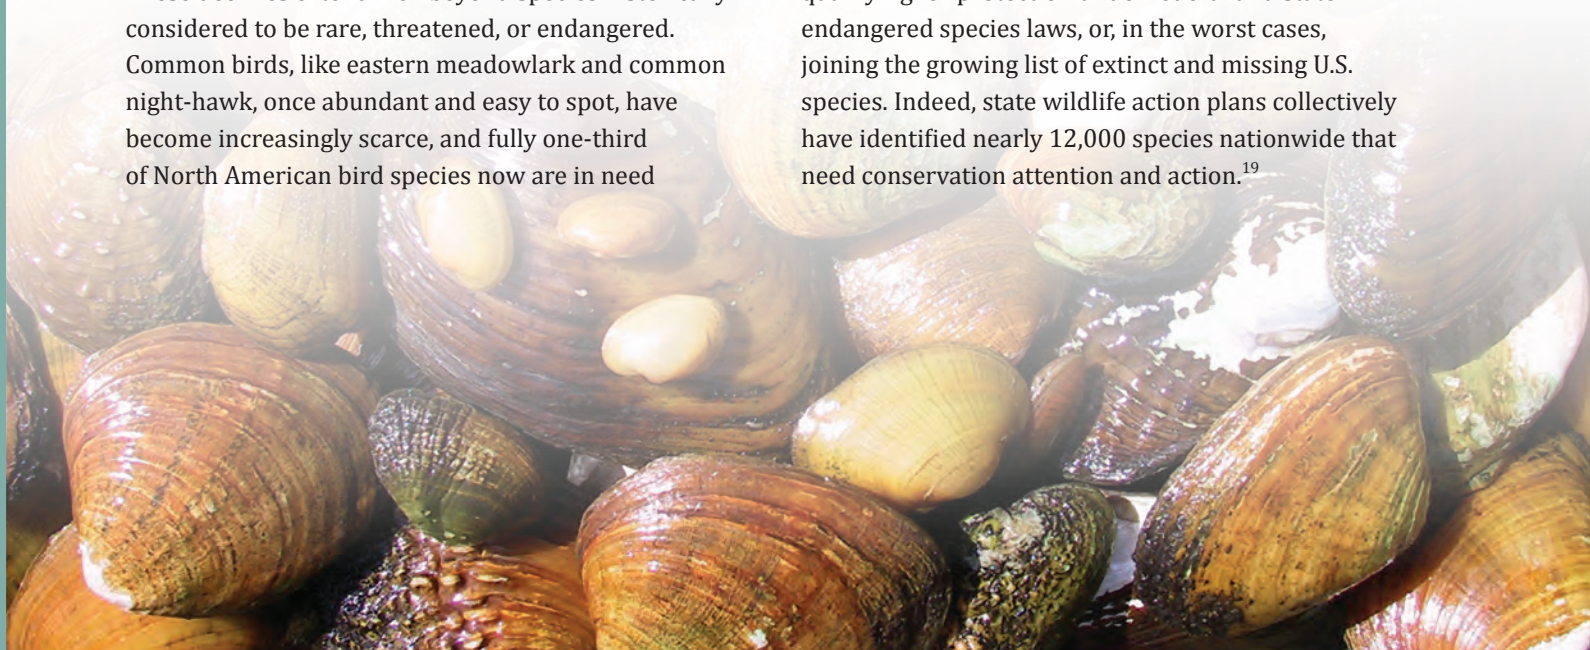 considered to be rare, threatened, or endangered.
Common birds, like eastern meadowlark and common
night-hawk, once abundant and easy to spot, have
become increasingly scarce, and fully one-third
of North American bird species now are in need
endangered species laws, or, in the worst cases,
joining the growing list of extinct and missing U.S.
species. Indeed, state wildlife action plans collectively
have identified nearly 12,000 species nationwide that
need conservation attention and action.19